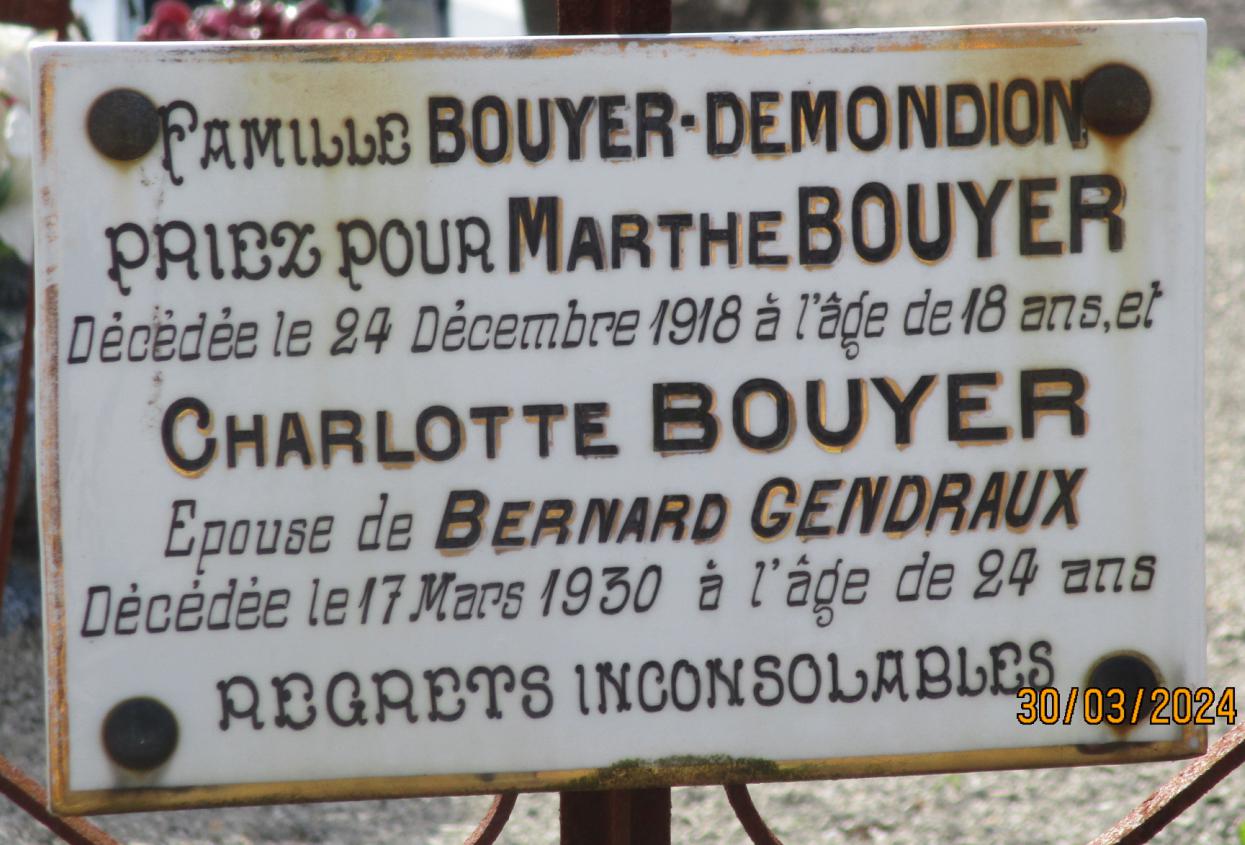 FAMILLE BOUYER-DEMONDION
PRIEZ POUR MARTHE BOUYER
Décédée le 24 Décembre 1918 à l'âge de 18 ans, et
CHARLOTTE BOUYER
Epouse de BERNARD GENDRAUX
Décédée le 17 Mars 1930 à l'âge de 24 ans
REGRETS INCONSOLABLES
30/03/2024